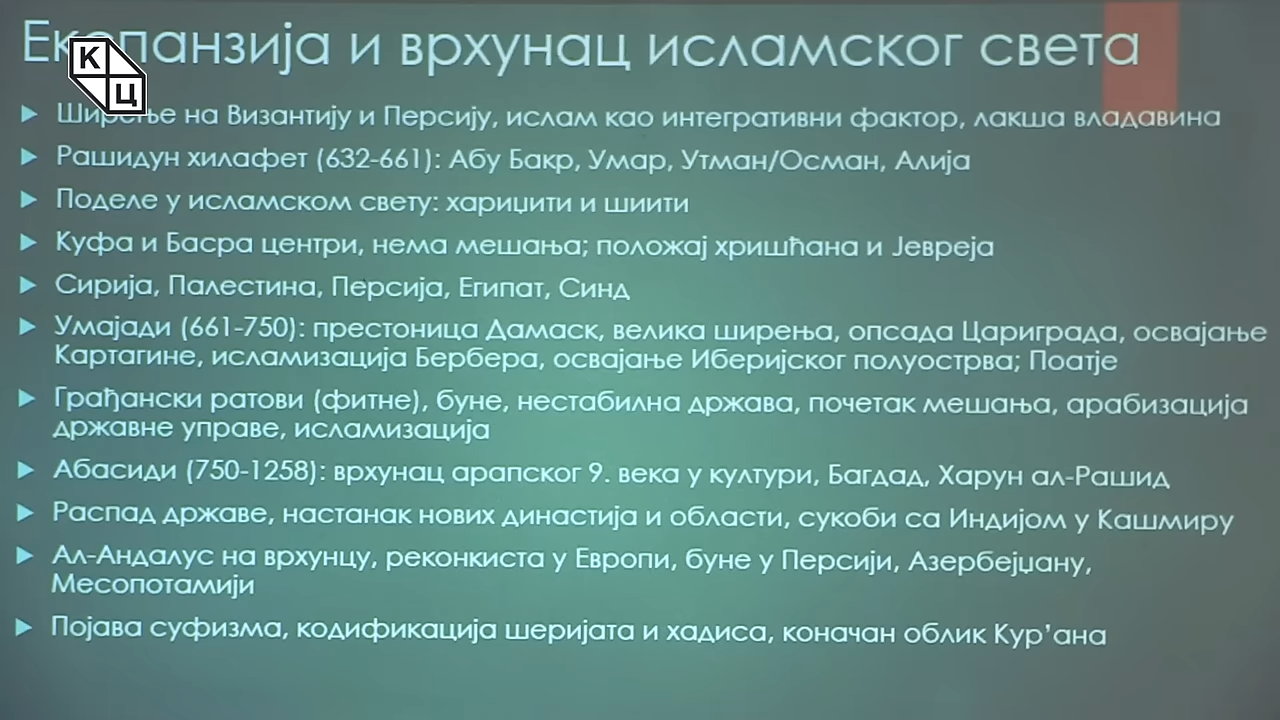 Експанзија и врхунац исламског света
К
Ц
Ширење на Византију и Персију, ислам као интегративни фактор, лакша владавина
Рашидун хилафет (632-661): Абу Бакр, Умар, Утман/Осман, Алија
Поделе у исламском свету: хариџити и шиити
Куфа и Басра центри, нема мешања; положај хришћана и Јевреја
Сирија, Палестина, Персија, Египат, Синд
Умајади (661-750): престоница Дамаск, велика ширења, опсада Цариграда, освајање
Картагине, исламизација Бербера, освајање Иберијског полуострва; Поатје
Грађански ратови (фитне), буне, нестабилна држава, почетак мешања, арабизација
државне управе, исламизација
Абасиди (750-1258): врхунац арапског 9. века у култури, Багдад, Харун ал-Рашид
Распад државе, настанак нових династија и области, сукоби са Индијом у Кашмиру
Ал-Андалус на врхунцу, реконкиста у Европи, буне у Персији, Азербејџану,
Месопотамији
Појава суфизма, кодификација шеријата и хадиса, коначан облик Кур’ана